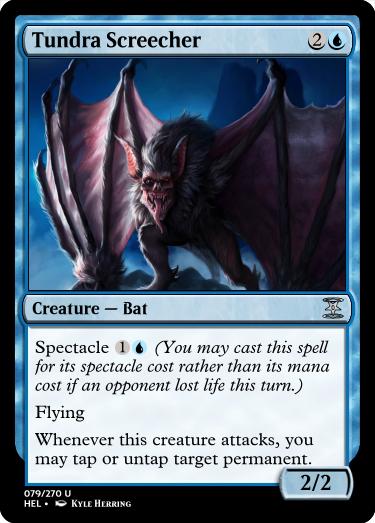 Tundra Screecher 2
Creature — Bat
Spectacle 1 (You may cast this spell
for its spectacle cost rather than its mana
cost if an opponent lost life this turn.)
Flying
Whenever this creature attacks, you
may tap or untap target permanent.
2/2
079/270 U
HEL • Kyle Herring